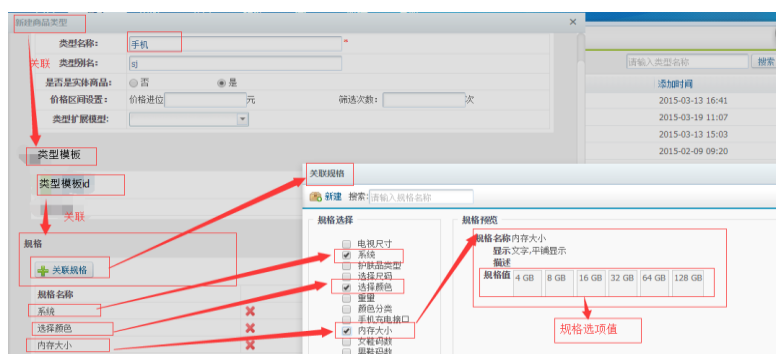 新建商品类型
类型名称： 手机 *
关联 类型别名： sj
是否是实体商品： 否 是
价格区间设置： 价格进位 元 筛选次数： 次
类型扩展模型：
请输入类型名称 搜索
添加时间
2015-03-13 16:41
2015-03-19 11:07
2015-03-13 15:03
2015-02-09 09:20
类型模板
类型模板id
关联
规格
关联规格
规格名称
系统
选择颜色
内存大小
关联规格
新建 搜索: 请输入规格名称
规格选择
电视尺寸
系统
护肤品类型
选择尺码
选择颜色
重量
颜色分类
手机充电接口
内存大小
女鞋码数
男鞋码数
规格预览
规格名称 内存大小
显示 文字,平铺显示
描述
规格值 4 GB 8 GB 16 GB 32 GB 64 GB 128 GB
规格选项值